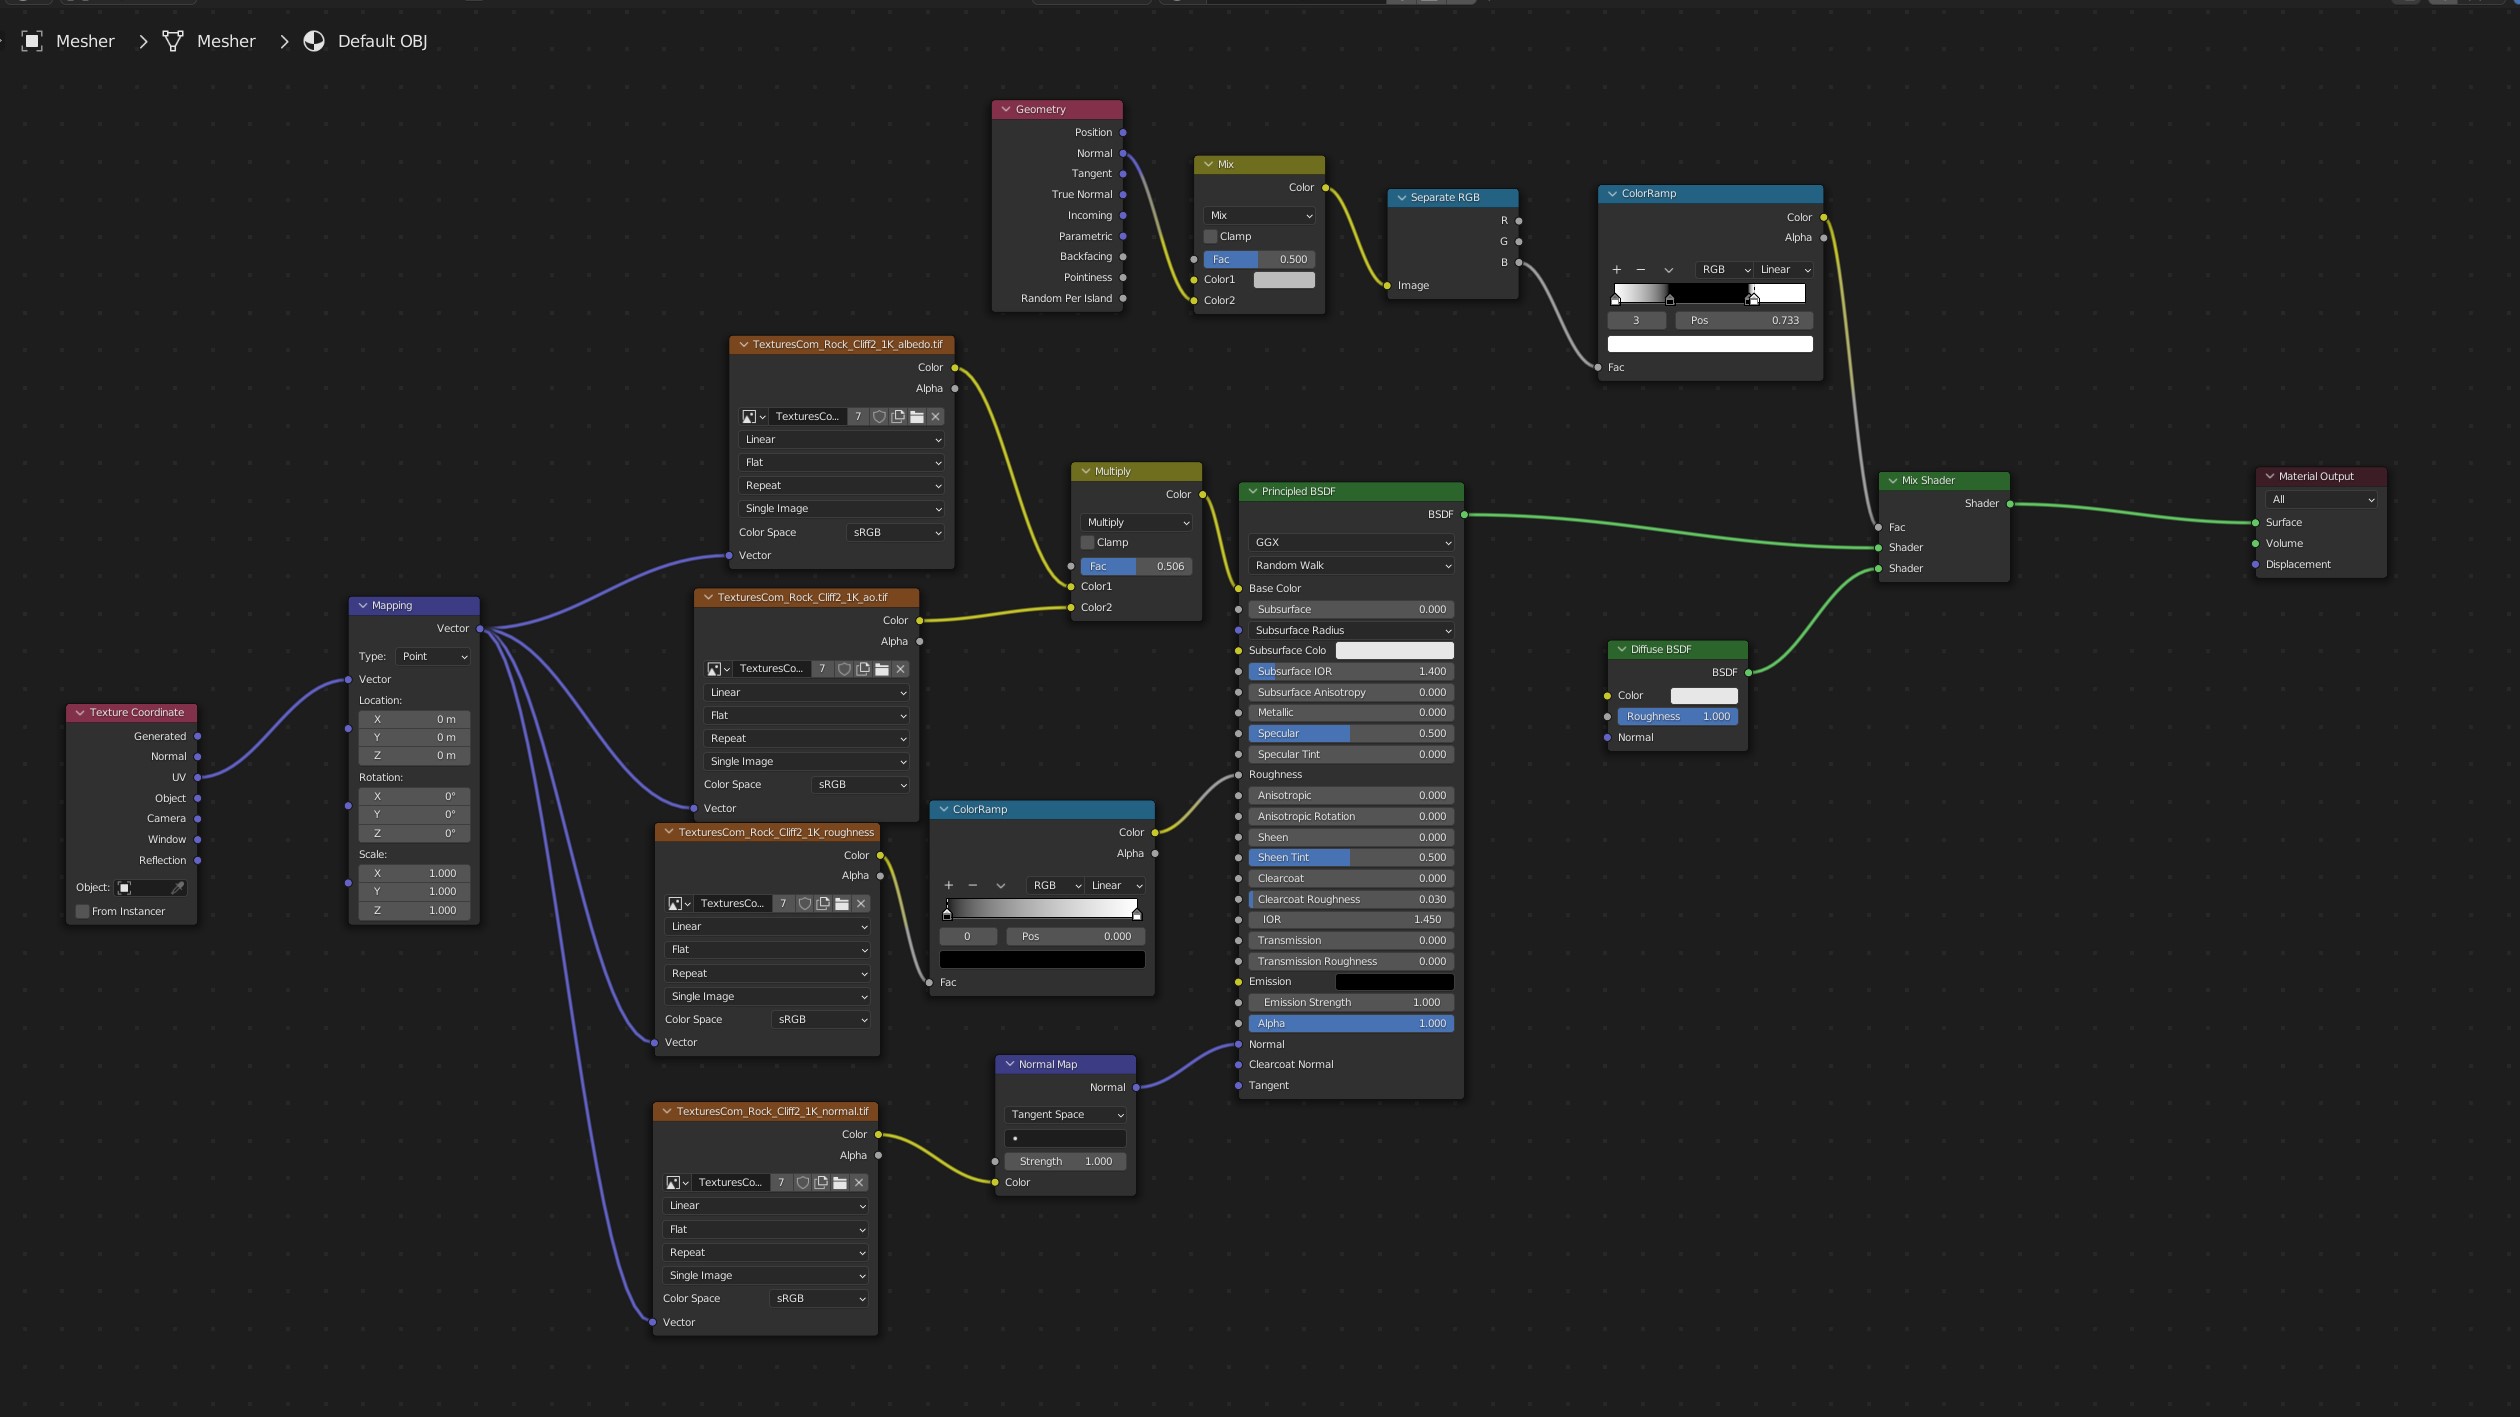 Mesher > Mesher > Default OBJ
Geometry
Position
Normal
Tangent
True Normal
Incoming
Parametric
Backfacing
Pointiness
Random Per Island
Mix
Color
Mix
Clamp
Fac 0.500
Color1
Color2
Separate RGB
R
G
B
Image
ColorRamp
Color
Alpha
RGB Linear
3 Pos 0.733
Fac
TexturesCom_Rock_Cliff2_1K_albedo.tif
Color
Alpha
TexturesCo... 7
Linear
Flat
Repeat
Single Image
Color Space sRGB
Vector
Multiply
Color
Multiply
Clamp
Fac 0.506
Color1
Color2
Principled BSDF
BSDF
GGX
Random Walk
Base Color
Subsurface 0.000
Subsurface Radius
Subsurface Colo
Subsurface IOR 1.400
Subsurface Anisotropy 0.000
Metallic 0.000
Specular 0.500
Specular Tint 0.000
Roughness
Anisotropic 0.000
Anisotropic Rotation 0.000
Sheen 0.000
Sheen Tint 0.500
Clearcoat 0.000
Clearcoat Roughness 0.030
IOR 1.450
Transmission 0.000
Transmission Roughness 0.000
Emission
Emission Strength 1.000
Alpha 1.000
Normal
Clearcoat Normal
Tangent
Mix Shader
Shader
Fac
Shader
Shader
Material Output
All
Surface
Volume
Displacement
Diffuse BSDF
BSDF
Color
Roughness 1.000
Normal
TexturesCom_Rock_Cliff2_1K_ao.tif
Color
Alpha
TexturesCo... 7
Linear
Flat
Repeat
Single Image
Color Space sRGB
Vector
Mapping
Vector
Type: Point
Vector
Location:
X 0 m
Y 0 m
Z 0 m
Rotation:
X 0°
Y 0°
Z 0°
Scale:
X 1.000
Y 1.000
Z 1.000
Texture Coordinate
Generated
Normal
UV
Object
Camera
Window
Reflection
Object:
From Instancer
TexturesCom_Rock_Cliff2_1K_roughness
Color
Alpha
TexturesCo... 7
Linear
Flat
Repeat
Single Image
Color Space sRGB
Vector
ColorRamp
Color
Alpha
RGB Linear
0 Pos 0.000
Fac
Normal Map
Normal
Tangent Space
Strength 1.000
Color
TexturesCom_Rock_Cliff2_1K_normal.tif
Color
Alpha
TexturesCo... 7
Linear
Flat
Repeat
Single Image
Color Space sRGB
Vector